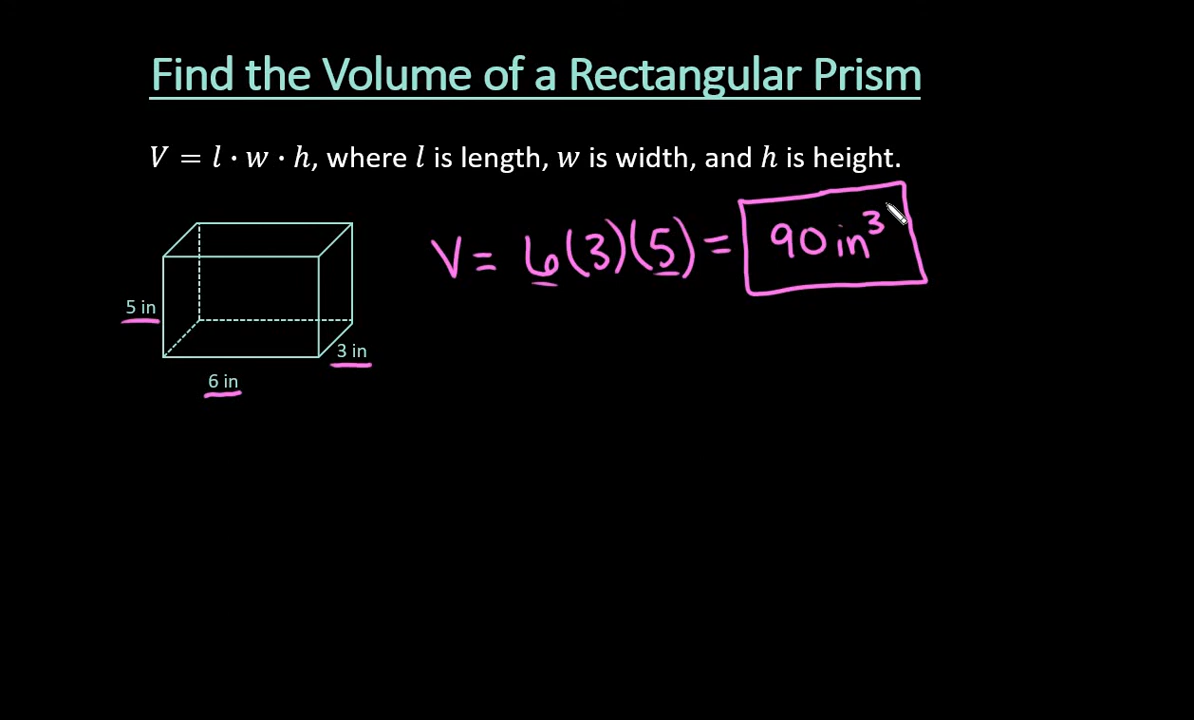 Find the Volume of a Rectangular Prism
V = l · w · h, where l is length, w is width, and h is height.
V = 6(3)(5) = 90 in³
5 in
3 in
6 in